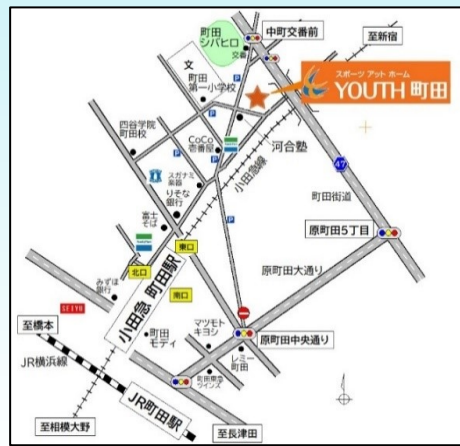 町田
シバヒロ
交番
中町交番前
至新宿
文
町田
第一小学校
スポーツ アット ホーム
YOUTH 町田
四谷学院
町田校
CoCo
壱番屋
河合塾
小田急線
47
町田街道
スガナミ
楽器
りそな
銀行
富士
そば
原町田5丁目
東口
北口
南口
原町田大通り
みずほ
銀行
小田急 町田駅
SEIYU
至橋本
JR横浜線
町田
モディ
マツモト
キヨシ
原町田中央通り
レミー
町田
町田東急
ツインズ
JR町田駅
至相模大野
至長津田
P
P
P
P
P